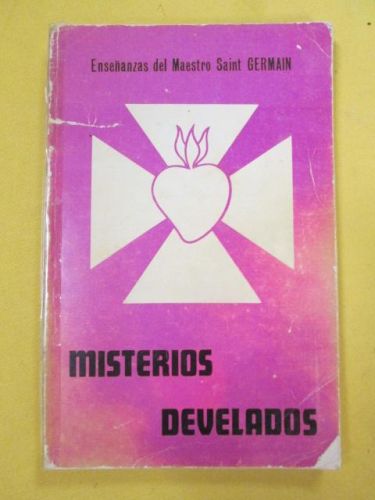 Enseñanzas del Maestro Saint GERMAIN
MISTERIOS
DEVELADOS